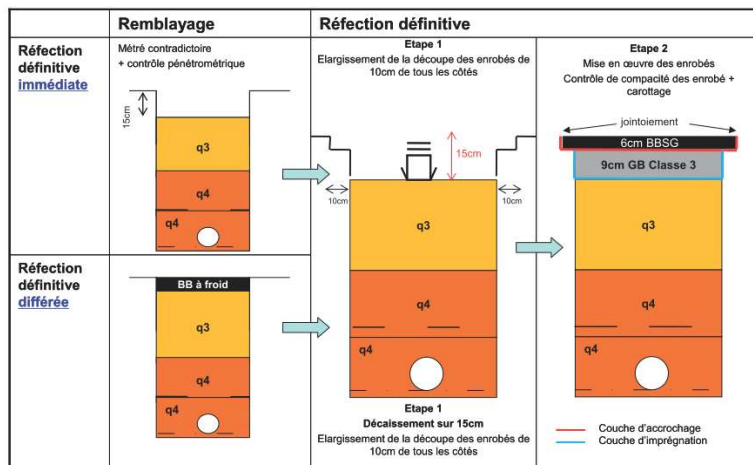 Remblayage
Réfection définitive
Réfection
définitive
immédiate
Métré contradictoire
+ contrôle pénétrométrique
15cm
q3
q4
q4
Etape 1
Elargissement de la découpe des enrobés de
10cm de tous les côtés
15cm
10cm
10cm
q3
q4
q4
Etape 1
Décaissement sur 15cm
Elargissement de la découpe des enrobés de
10cm de tous les côtés
Etape 2
Mise en œuvre des enrobés
Contrôle de compacité des enrobé +
carottage
jointoiement
6cm BBSG
9cm GB Classe 3
q3
q4
q4
Couche d'accrochage
Couche d'imprégnation
Réfection
définitive
différée
BB à froid
q3
q4
q4